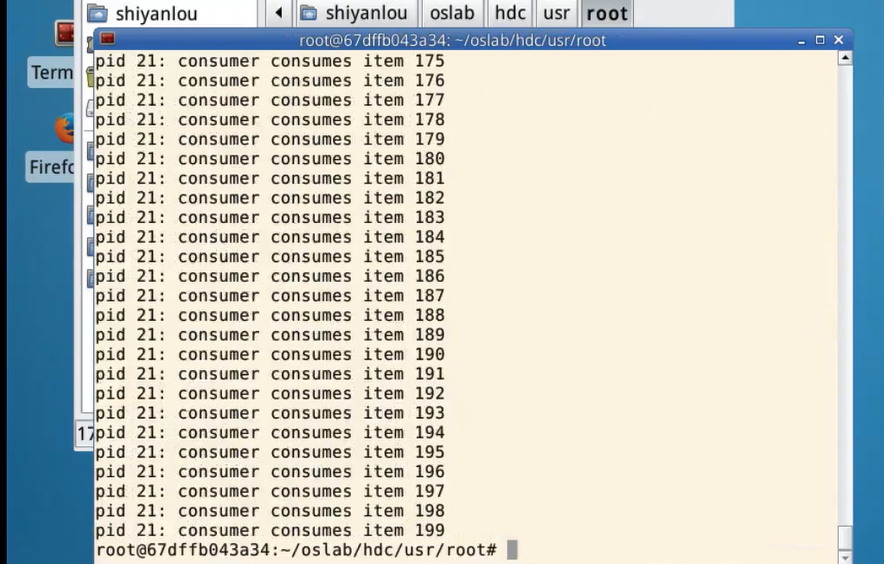 shiyanlou
shiyanlou oslab hdc usr root
root@67dffb043a34: ~/oslab/hdc/usr/root
Term
Firefo
17
pid 21: consumer consumes item 175
pid 21: consumer consumes item 176
pid 21: consumer consumes item 177
pid 21: consumer consumes item 178
pid 21: consumer consumes item 179
pid 21: consumer consumes item 180
pid 21: consumer consumes item 181
pid 21: consumer consumes item 182
pid 21: consumer consumes item 183
pid 21: consumer consumes item 184
pid 21: consumer consumes item 185
pid 21: consumer consumes item 186
pid 21: consumer consumes item 187
pid 21: consumer consumes item 188
pid 21: consumer consumes item 189
pid 21: consumer consumes item 190
pid 21: consumer consumes item 191
pid 21: consumer consumes item 192
pid 21: consumer consumes item 193
pid 21: consumer consumes item 194
pid 21: consumer consumes item 195
pid 21: consumer consumes item 196
pid 21: consumer consumes item 197
pid 21: consumer consumes item 198
pid 21: consumer consumes item 199
root@67dffb043a34:~/oslab/hdc/usr/root#